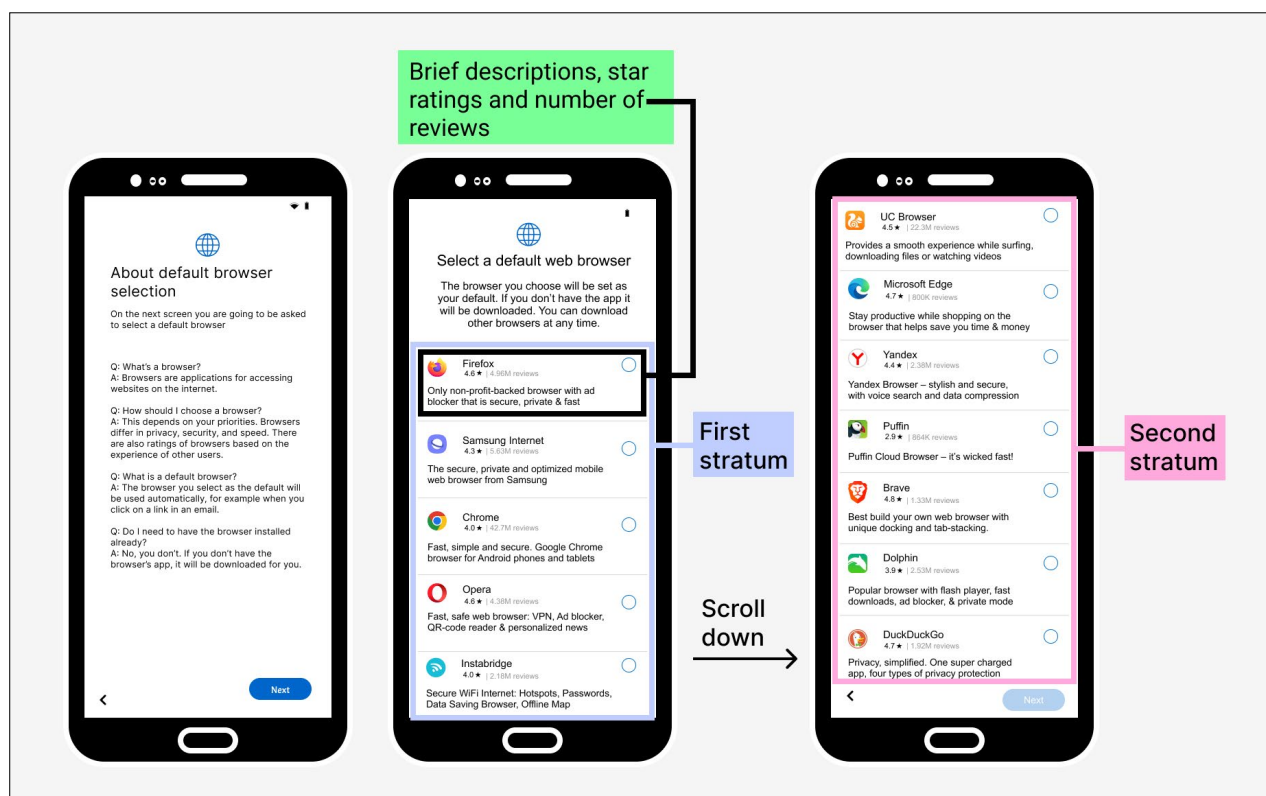 Brief descriptions, star
ratings and number of
reviews
About default browser
selection
On the next screen you are going to be asked
to select a default browser
Q: What's a browser?
A: Browsers are applications for accessing
websites on the internet.
Q: How should I choose a browser?
A: This depends on your priorities. Browsers
differ in privacy, security, and speed. There
are also ratings of browsers based on the
experience of other users.
Q: What is a default browser?
A: The browser you select as the default will
be used automatically, for example when you
click on a link in an email.
Q: Do I need to have the browser installed
already?
A: No, you don't. If you don't have the
browser's app, it will be downloaded for you.
Next
Select a default web browser
The browser you choose will be set as
your default. If you don't have the app it
will be downloaded. You can download
other browsers at any time.
Firefox
4.6 ★ | 4.96M reviews
Only non-profit-backed browser with ad
blocker that is secure, private & fast
Samsung Internet
4.3 ★ | 5.63M reviews
The secure, private and optimized mobile
web browser from Samsung
Chrome
4.0 ★ | 42.7M reviews
Fast, simple and secure. Google Chrome
browser for Android phones and tablets
Opera
4.6 ★ | 4.38M reviews
Fast, safe web browser: VPN, Ad blocker,
QR-code reader & personalized news
Instabridge
4.0 ★ | 2.18M reviews
Secure WiFi Internet: Hotspots, Passwords,
Data Saving Browser, Offline Map
First
stratum
Scroll
down
UC Browser
4.5 ★ | 22.3M reviews
Provides a smooth experience while surfing,
downloading files or watching videos
Microsoft Edge
4.7 ★ | 800K reviews
Stay productive while shopping on the
browser that helps save you time & money
Yandex
4.4 ★ | 2.38M reviews
Yandex Browser – stylish and secure,
with voice search and data compression
Puffin
2.9 ★ | 864K reviews
Puffin Cloud Browser – it's wicked fast!
Brave
4.8 ★ | 1.33M reviews
Best build your own web browser with
unique docking and tab-stacking.
Dolphin
3.9 ★ | 2.53M reviews
Popular browser with flash player, fast
downloads, ad blocker, & private mode
DuckDuckGo
4.7 ★ | 1.92M reviews
Privacy, simplified. One super charged
app, four types of privacy protection
Next
Second
stratum